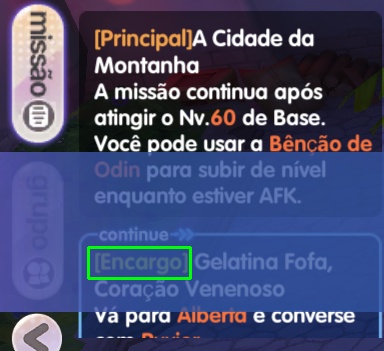 missão
[Principal]A Cidade da
Montanha
A missão continua após
atingir o Nv.60 de Base.
Você pode usar a Bênção de
Odin para subir de nível
enquanto estiver AFK.
grupo
continue
[Encargo] Gelatina Fofa,
Coração Venenoso
Vá para Alberta e converse
com